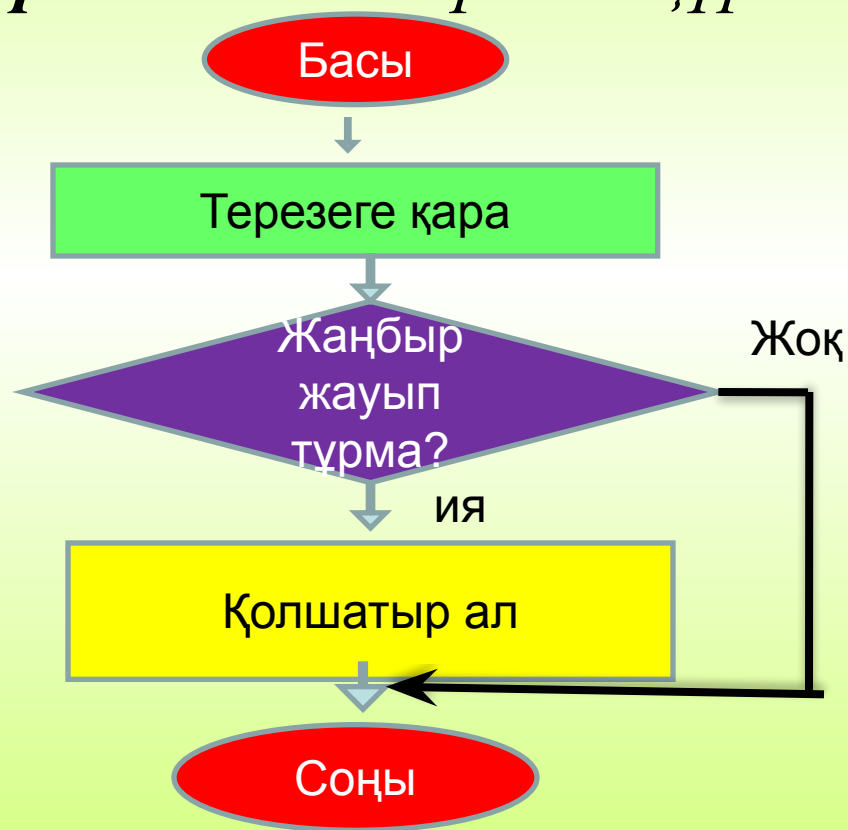 Басы
Терезеге қара
Жаңбыр
Жоқ
жауып
тұрма?
ия
Қолшатыр ал
Соңы